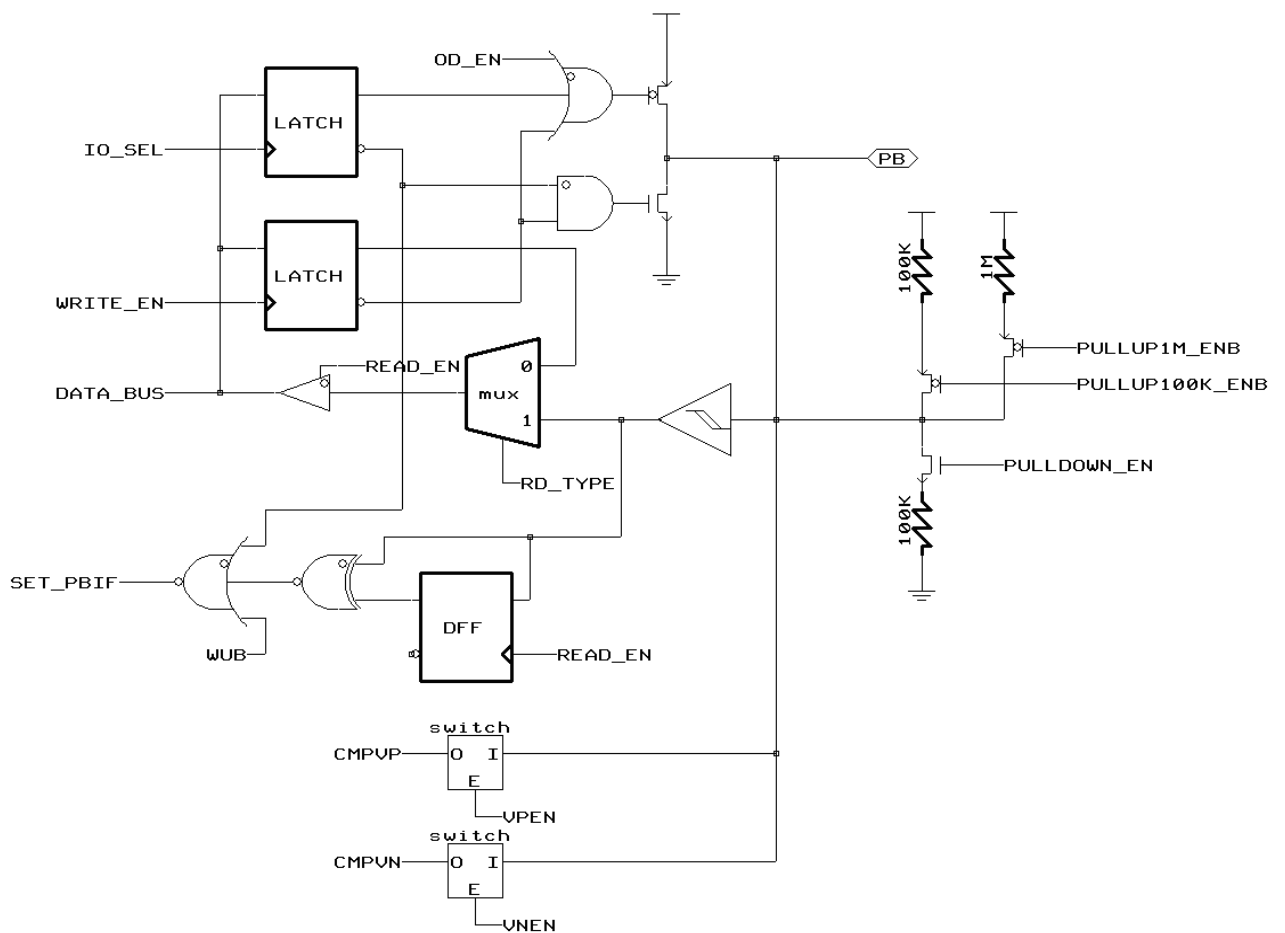 OD_EN
LATCH
IO_SEL
PB
LATCH
WRITE_EN
100K
1M
READ_EN
0
PULLUP1M_ENB
DATA_BUS
mux
PULLUP100K_ENB
1
RD_TYPE
PULLDOWN_EN
100K
SET_PBIF
DFF
WUB
READ_EN
switch
CMPVP
O I
E
VPEN
switch
CMPVN
O I
E
VNEN